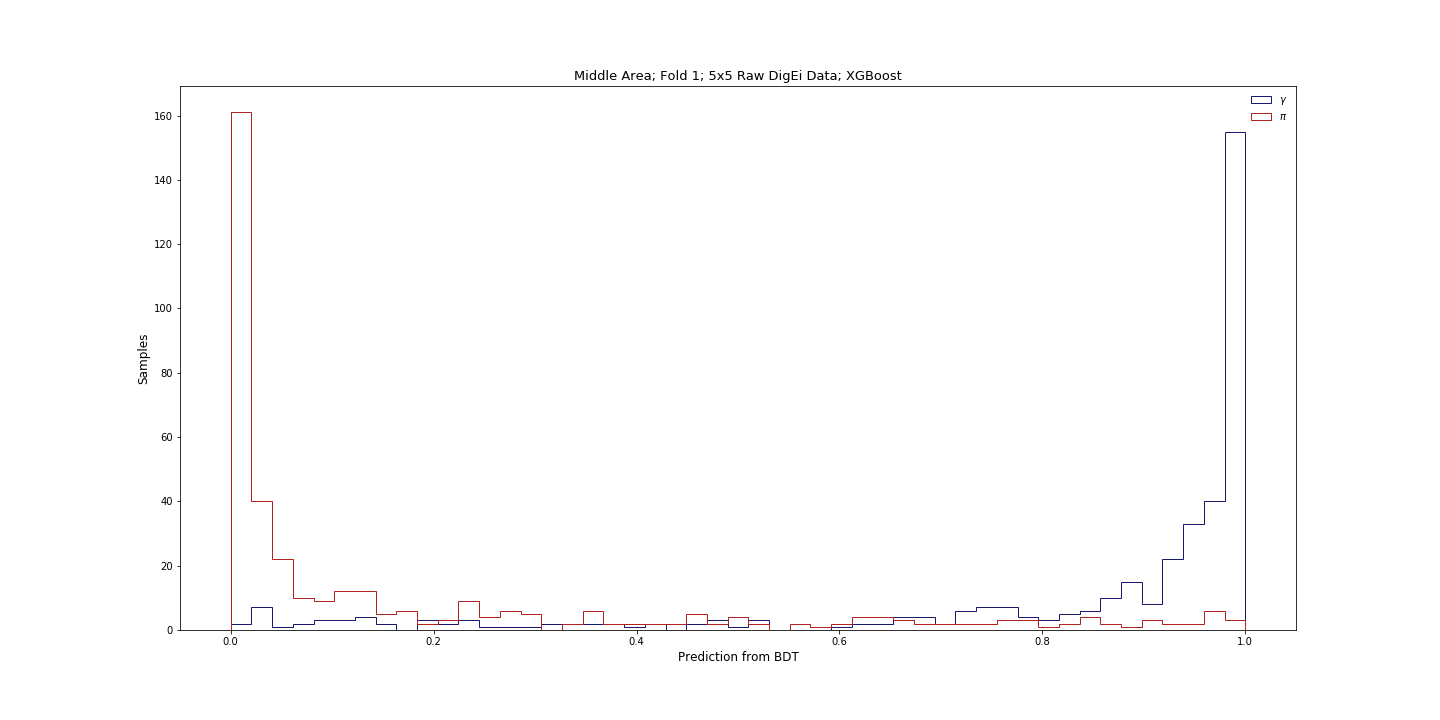 Middle Area; Fold 1; 5x5 Raw DigEi Data; XGBoost
γ
π
160
140
120
100
80
60
40
20
0
Samples
0.0 0.2 0.4 0.6 0.8 1.0
Prediction from BDT